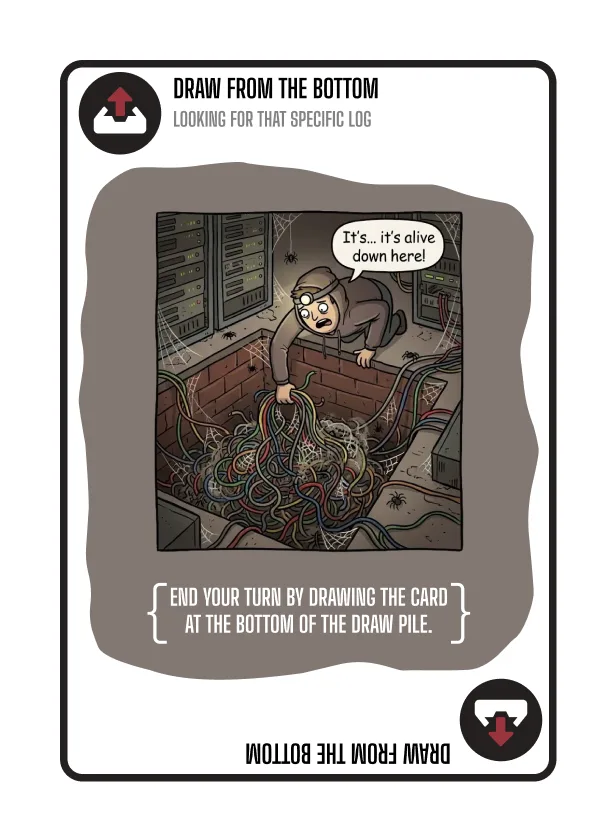 DRAW FROM THE BOTTOM
LOOKING FOR THAT SPECIFIC LOG
It's... it's alive
down here!
END YOUR TURN BY DRAWING THE CARD
AT THE BOTTOM OF THE DRAW PILE.
DRAW FROM THE BOTTOM